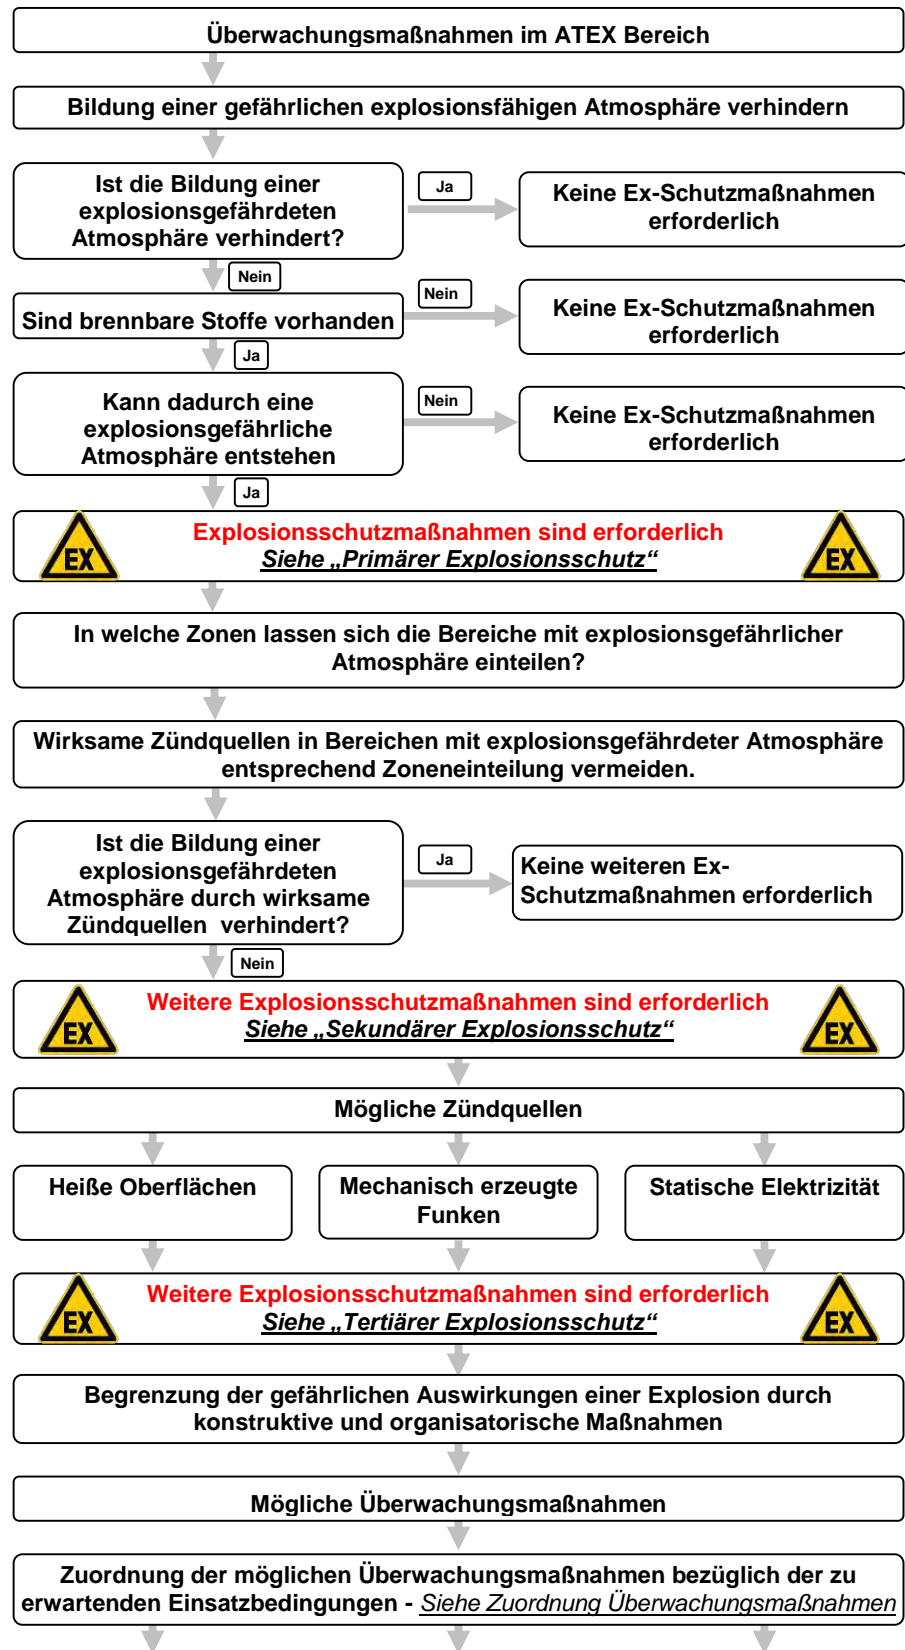 Überwachungsmaßnahmen im ATEX Bereich
Bildung einer gefährlichen explosionsfähigen Atmosphäre verhindern
Ist die Bildung einer
explosionsgefährdeten
Atmosphäre verhindert?
Ja
Keine Ex-Schutzmaßnahmen
erforderlich
Nein
Sind brennbare Stoffe vorhanden
Nein
Keine Ex-Schutzmaßnahmen
erforderlich
Ja
Kann dadurch eine
explosionsgefährliche
Atmosphäre entstehen
Nein
Keine Ex-Schutzmaßnahmen
erforderlich
Ja
EX
Explosionsschutzmaßnahmen sind erforderlich
Siehe „Primärer Explosionsschutz“
EX
In welche Zonen lassen sich die Bereiche mit explosionsgefährlicher
Atmosphäre einteilen?
Wirksame Zündquellen in Bereichen mit explosionsgefährdeter Atmosphäre
entsprechend Zoneneinteilung vermeiden.
Ist die Bildung einer
explosionsgefährdeten
Atmosphäre durch wirksame
Zündquellen verhindert?
Ja
Keine weiteren Ex-
Schutzmaßnahmen erforderlich
Nein
EX
Weitere Explosionsschutzmaßnahmen sind erforderlich
Siehe „Sekundärer Explosionsschutz“
EX
Mögliche Zündquellen
Heiße Oberflächen
Mechanisch erzeugte
Funken
Statische Elektrizität
EX
Weitere Explosionsschutzmaßnahmen sind erforderlich
Siehe „Tertiärer Explosionsschutz“
EX
Begrenzung der gefährlichen Auswirkungen einer Explosion durch
konstruktive und organisatorische Maßnahmen
Mögliche Überwachungsmaßnahmen
Zuordnung der möglichen Überwachungsmaßnahmen bezüglich der zu
erwartenden Einsatzbedingungen - Siehe Zuordnung Überwachungsmaßnahmen